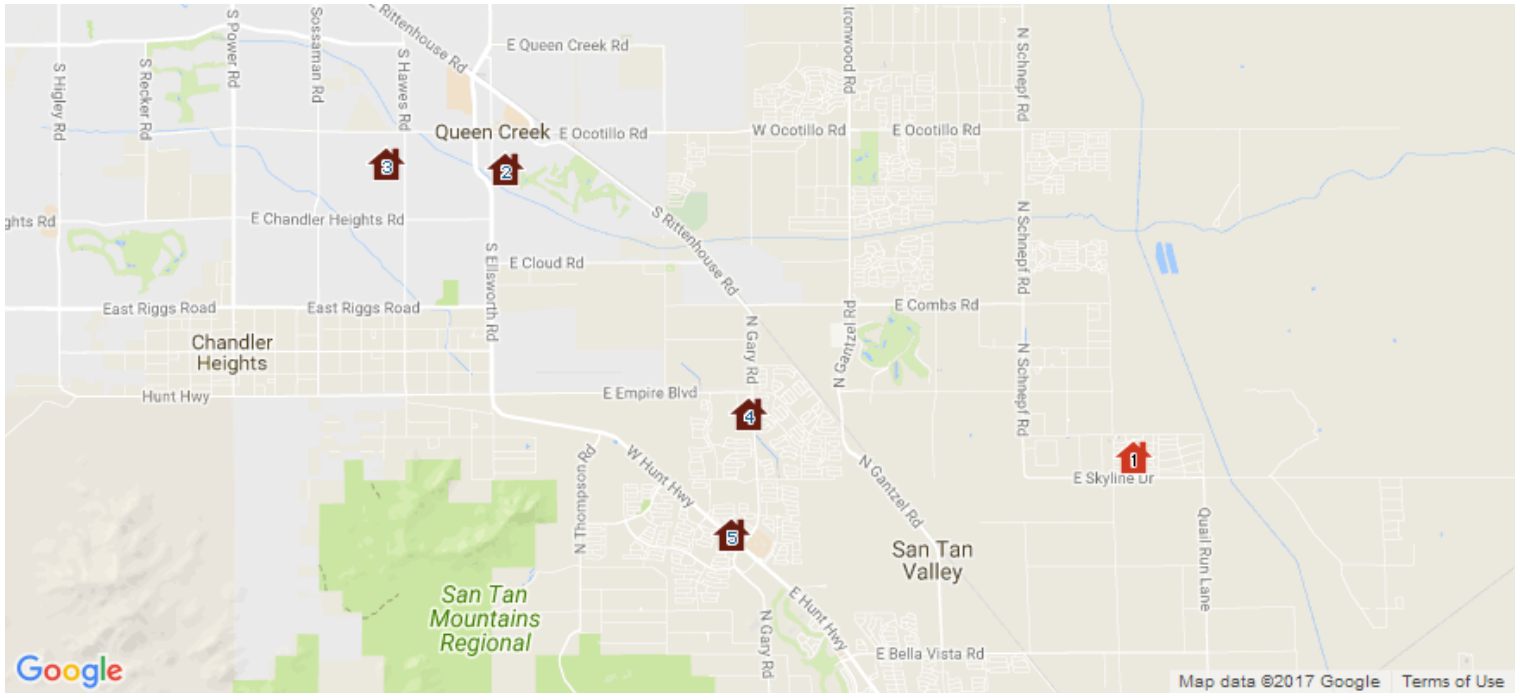 S Higley Rd
S Recker Rd
S Power Rd
Sossaman Rd
S Hawes Rd
E Rittenhouse Rd
E Queen Creek Rd
Ironwood Rd
N Schnepf Rd
Queen Creek
E Ocotillo Rd
W Ocotillo Rd
E Ocotillo Rd
3
2
ghts Rd
E Chandler Heights Rd
S Rittenhouse Rd
N Schnepf Rd
S Ellsworth Rd
E Cloud Rd
East Riggs Road
East Riggs Road
E Combs Rd
Chandler
Heights
N Gary Rd
N Gantzel Rd
N Schnepf Rd
Hunt Hwy
E Empire Blvd
4
1
E Skyline Dr
N Thompson Rd
W Hunt Hwy
N Gantzel Rd
Quail Run Lane
5
San Tan
Valley
San Tan
Mountains
Regional
E Hunt Hwy
N Gary Rd
E Bella Vista Rd
Google
Map data ©2017 Google
Terms of Use